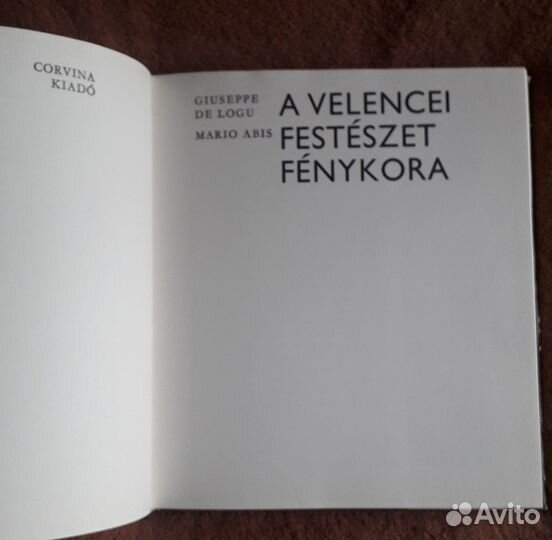 CORVINA
KIADÓ
GIUSEPPE
DE LOGU
MARIO ABIS
A VELENCEI
FESTÉSZET
FÉNYKORA
Avito